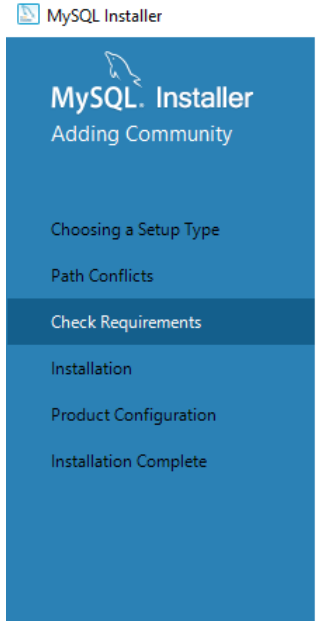 MySQL Installer
MySQL. Installer
Adding Community
Choosing a Setup Type
Path Conflicts
Check Requirements
Installation
Product Configuration
Installation Complete